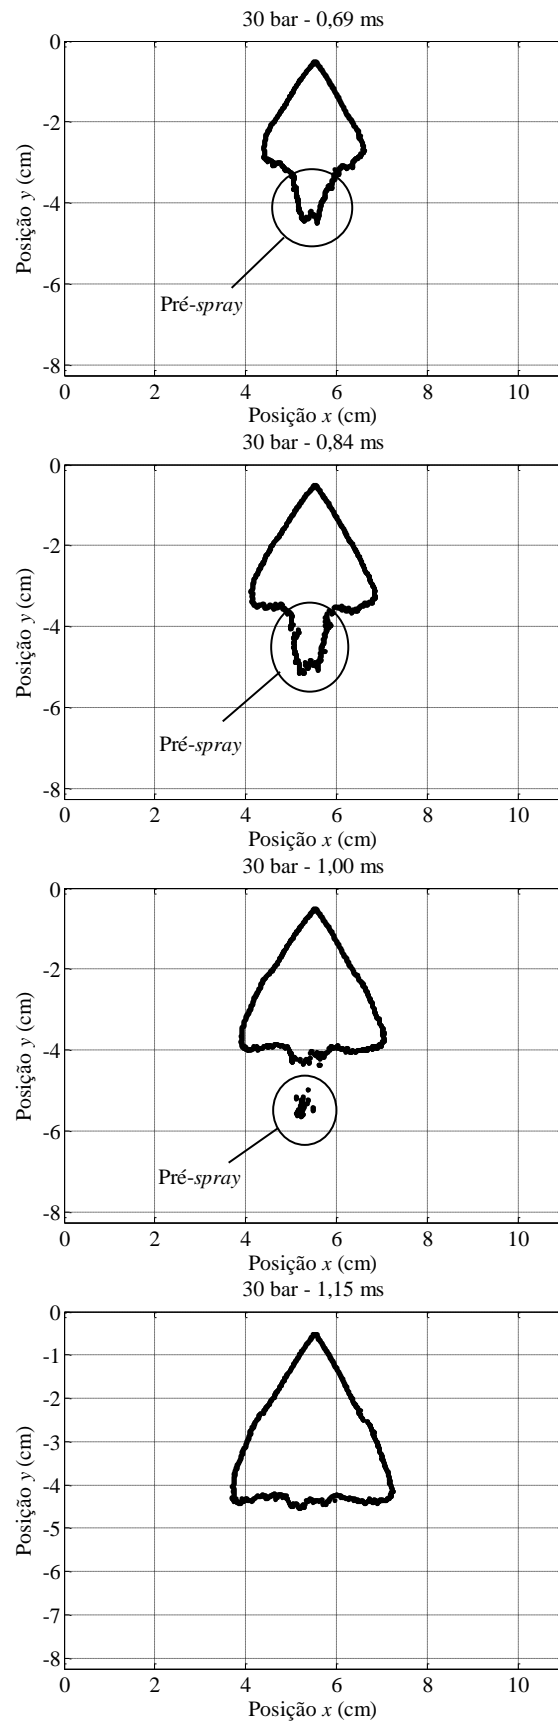 30 bar - 0,69 ms
0
-2
-4
-6
-8
Posição y (cm)
Pré-spray
0 2 4 6 8 10
Posição x (cm)
30 bar - 0,84 ms
0
-2
-4
-6
-8
Posição y (cm)
Pré-spray
0 2 4 6 8 10
Posição x (cm)
30 bar - 1,00 ms
0
-2
-4
-6
-8
Posição y (cm)
Pré-spray
0 2 4 6 8 10
Posição x (cm)
30 bar - 1,15 ms
0
-1
-2
-3
-4
-5
-6
-7
-8
Posição y (cm)
0 2 4 6 8 10
Posição x (cm)